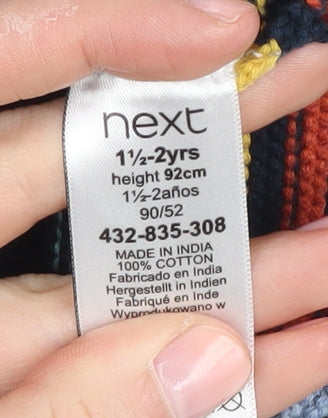 next
1½-2yrs
height 92cm
1½-2años
90/52
432-835-308
MADE IN INDIA
100% COTTON
Fabricado en India
Hergestellt in Indien
Fabriqué en Inde
Wyprodukowano w